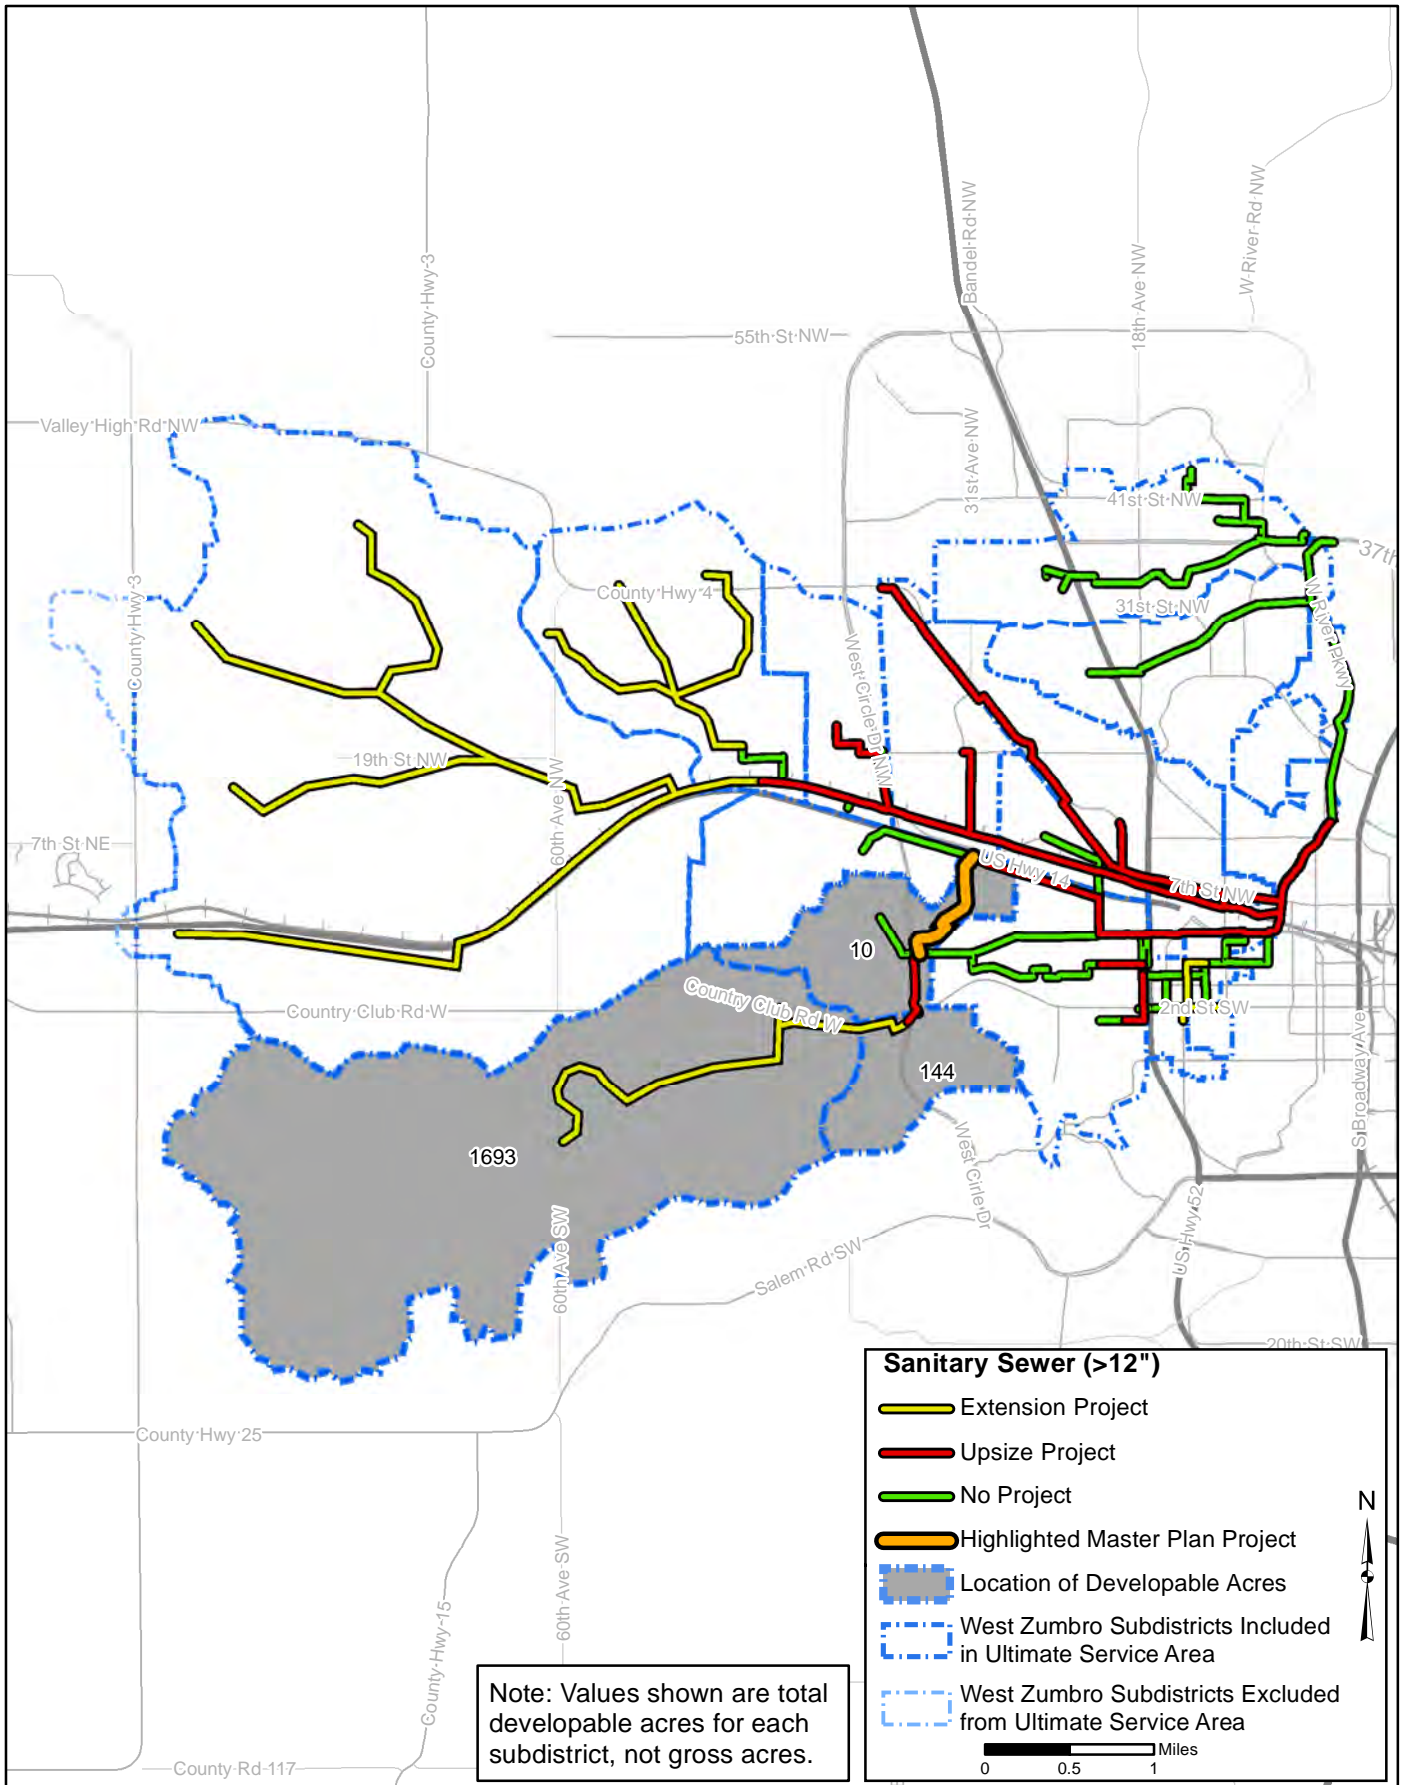 Bandel Rd NW
W River Rd NW
County Hwy 3
18th Ave NW
55th St NW
31st Ave NW
Valley High Rd NW
41st St NW
37th
County Hwy 3
County Hwy 4
31st St NW
W River Pkwy
West Circle Dr NW
19th St NW
60th Ave NW
7th St NE
US Hwy 14
7th St NW
10
Country Club Rd W
Country Club Rd W
2nd St SW
144
S Broadway Ave
1693
West Cirle Dr
60th Ave SW
Salem Rd SW
US Hwy 52
20th St SW
County Hwy 25
County Hwy 15
60th Ave SW
County Rd 117
Sanitary Sewer (>12")
Extension Project
Upsize Project
No Project
Highlighted Master Plan Project
Location of Developable Acres
West Zumbro Subdistricts Included
in Ultimate Service Area
West Zumbro Subdistricts Excluded
from Ultimate Service Area
N
Miles
0 0.5 1
Note: Values shown are total
developable acres for each
subdistrict, not gross acres.